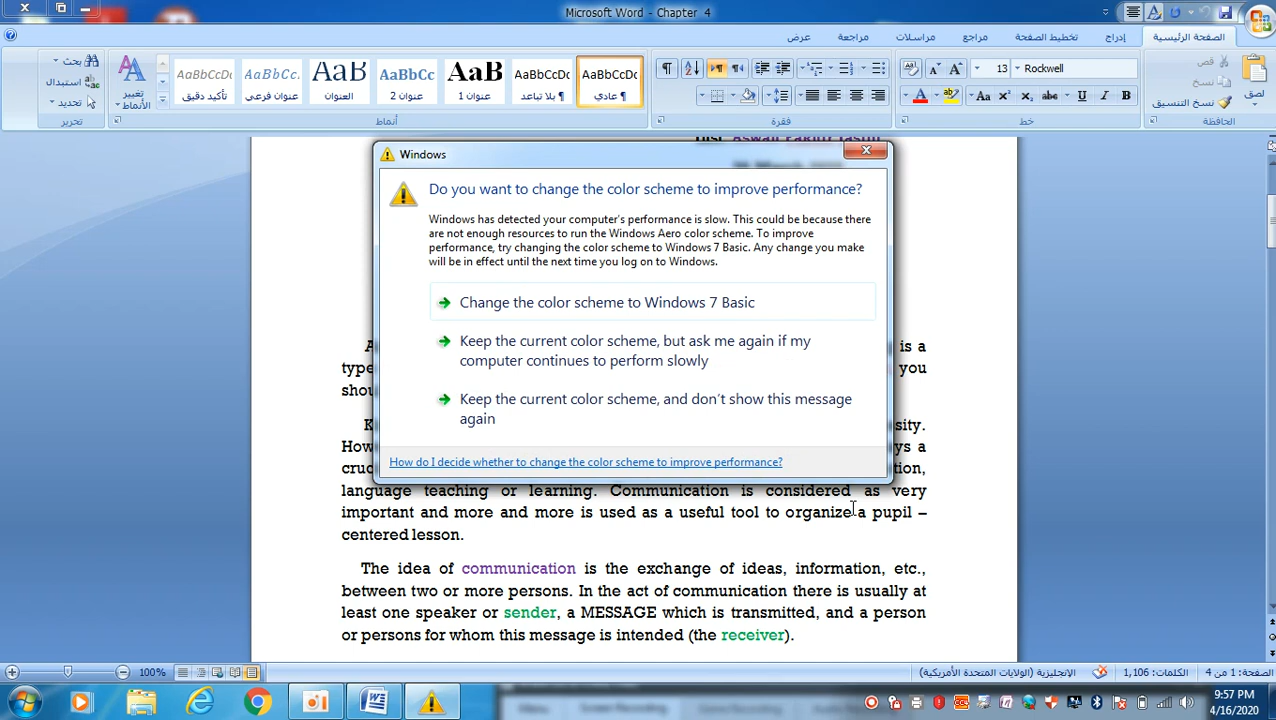 Microsoft Word - Chapter 4
الصفحة الرئيسية
إدراج
تخطيط الصفحة
مراجع
مراسلات
مراجعة
عرض
لصق
قص
نسخ
نسخ التنسيق
الحافظة
Rockwell
13
خط
فقرة
AaBbCcDc
¶ عادي
AaBbCcDc
¶ بلا تباعد
AaBb
عنوان 1
AaBbCc
عنوان 2
AaB
العنوان
AaBbCc.
عنوان فرعي
AaBbCcDc
تأكيد دقيق
تغيير
الأنماط
أنماط
بحث
استبدال
تحديد
تحرير
Windows
Do you want to change the color scheme to improve performance?
Windows has detected your computer's performance is slow. This could be because there
are not enough resources to run the Windows Aero color scheme. To improve
performance, try changing the color scheme to Windows 7 Basic. Any change you make
will be in effect until the next time you log on to Windows.
Change the color scheme to Windows 7 Basic
Keep the current color scheme, but ask me again if my
computer continues to perform slowly
Keep the current color scheme, and don't show this message
again
How do I decide whether to change the color scheme to improve performance?
is a
you
language teaching or learning. Communication is considered as very
important and more and more is used as a useful tool to organize a pupil –
centered lesson.
The idea of communication is the exchange of ideas, information, etc.,
between two or more persons. In the act of communication there is usually at
least one speaker or sender, a MESSAGE which is transmitted, and a person
or persons for whom this message is intended (the receiver).
100%
الصفحة: 1 من 4
الكلمات: 1,106
الإنجليزية (الولايات المتحدة الأمريكية)
9:57 PM
4/16/2020